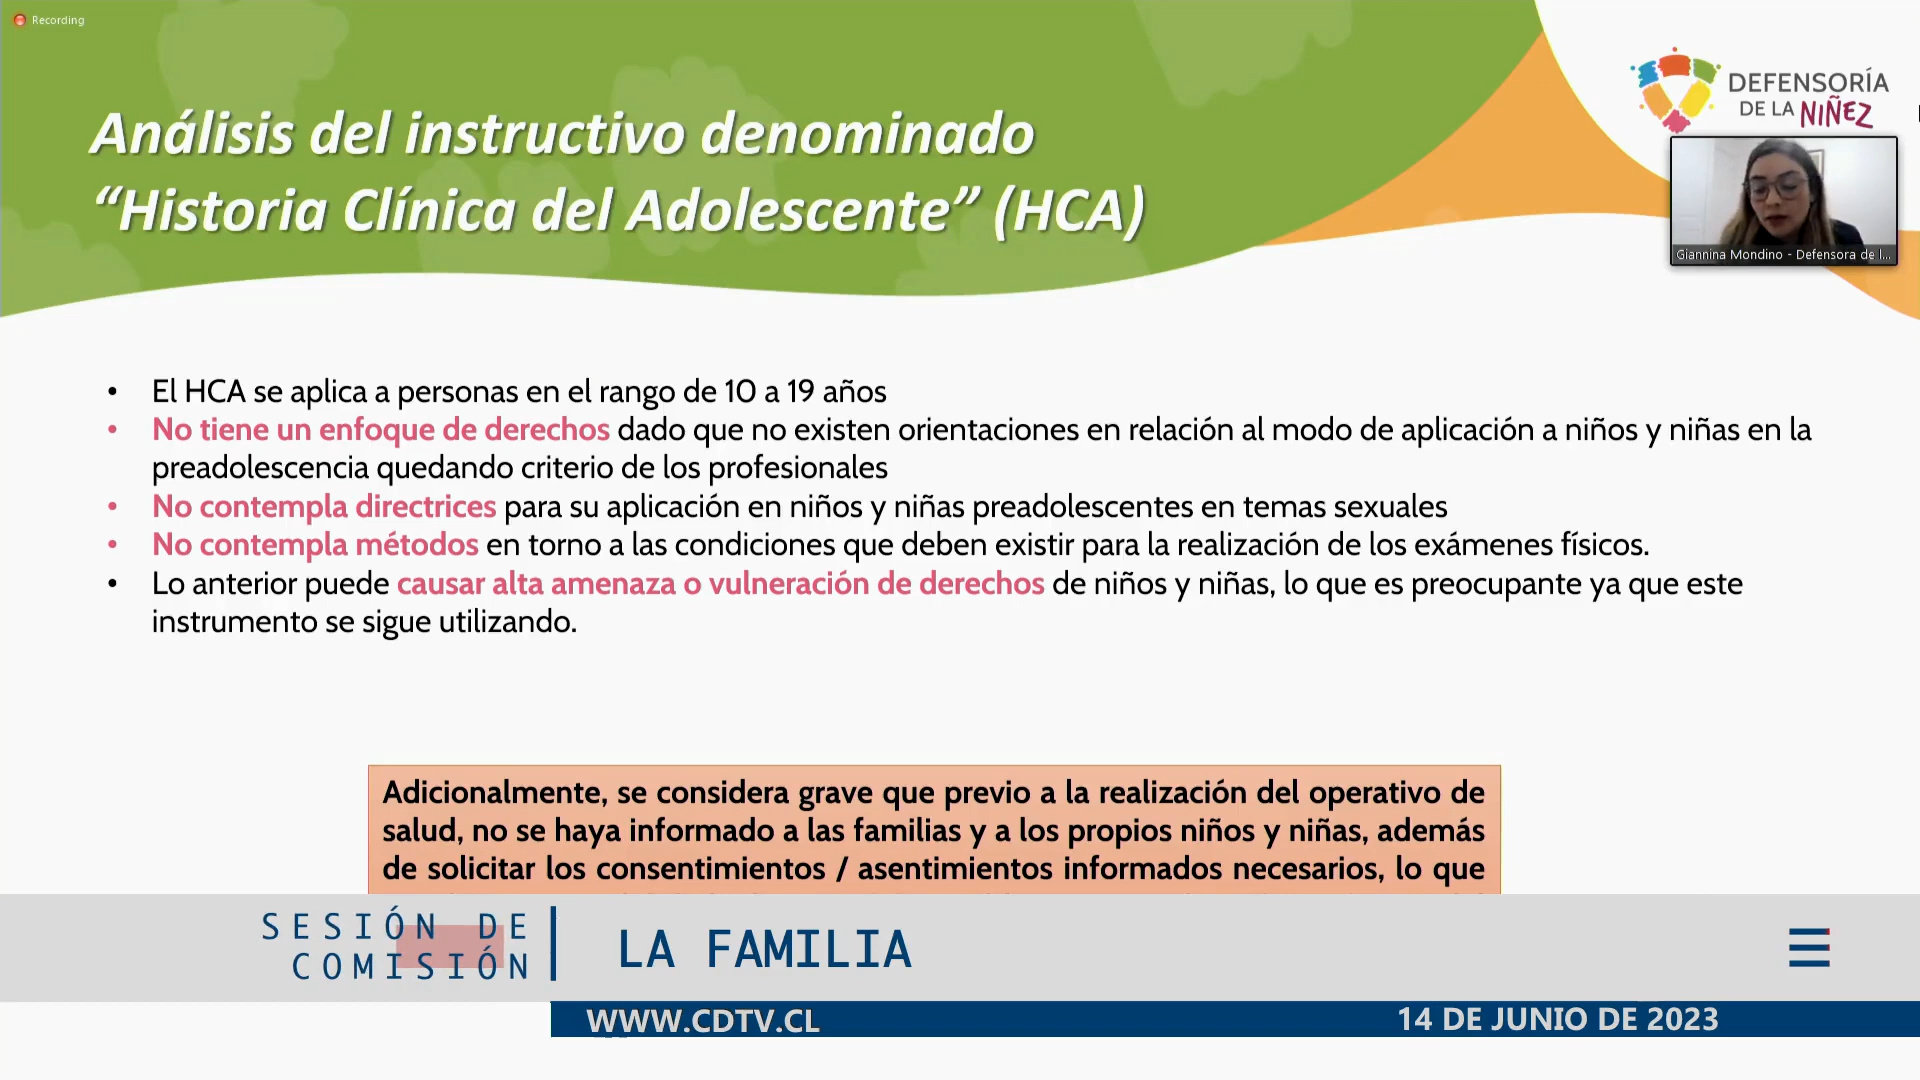 Recording
Análisis del instructivo denominado
“Historia Clínica del Adolescente” (HCA)
DEFENSORÍA
DE LA NIÑEZ
Giannina Mondino - Defensora de l...
• El HCA se aplica a personas en el rango de 10 a 19 años
• No tiene un enfoque de derechos dado que no existen orientaciones en relación al modo de aplicación a niños y niñas en la
preadolescencia quedando criterio de los profesionales
• No contempla directrices para su aplicación en niños y niñas preadolescentes en temas sexuales
• No contempla métodos en torno a las condiciones que deben existir para la realización de los exámenes físicos.
• Lo anterior puede causar alta amenaza o vulneración de derechos de niños y niñas, lo que es preocupante ya que este
instrumento se sigue utilizando.
Adicionalmente, se considera grave que previo a la realización del operativo de
salud, no se haya informado a las familias y a los propios niños y niñas, además
de solicitar los consentimientos / asentimientos informados necesarios, lo que
SESIÓN DE
COMISIÓN
LA FAMILIA
WWW.CDTV.CL
14 DE JUNIO DE 2023